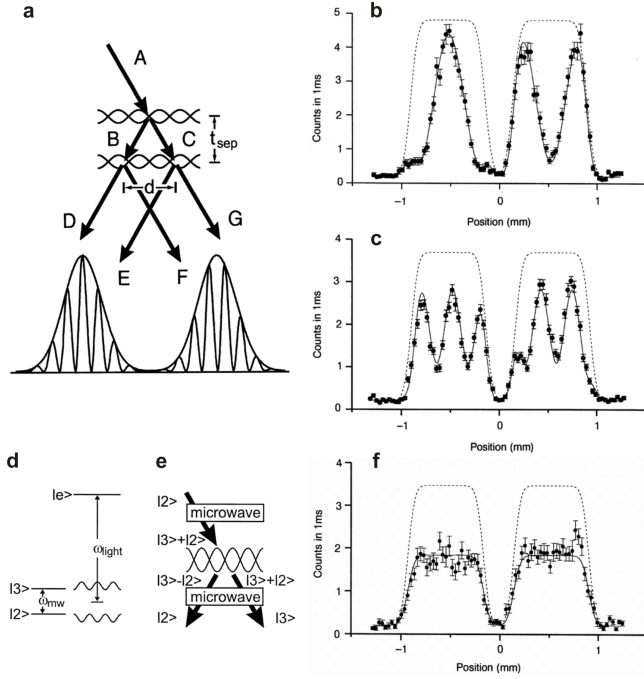 a
A
B
C
t_sep
d
D
G
E
F
b
Counts in 1ms
5
4
3
2
1
0
−1
0
1
Position (mm)
c
Counts in 1ms
4
3
2
1
0
−1
0
1
Position (mm)
d
|e>
ω_light
|3>
ω_mw
|2>
e
|2>
microwave
|3>+|2>
|3>-|2>
|3>+|2>
microwave
|2>
|3>
f
Counts in 1ms
4
3
2
1
0
−1
0
1
Position (mm)